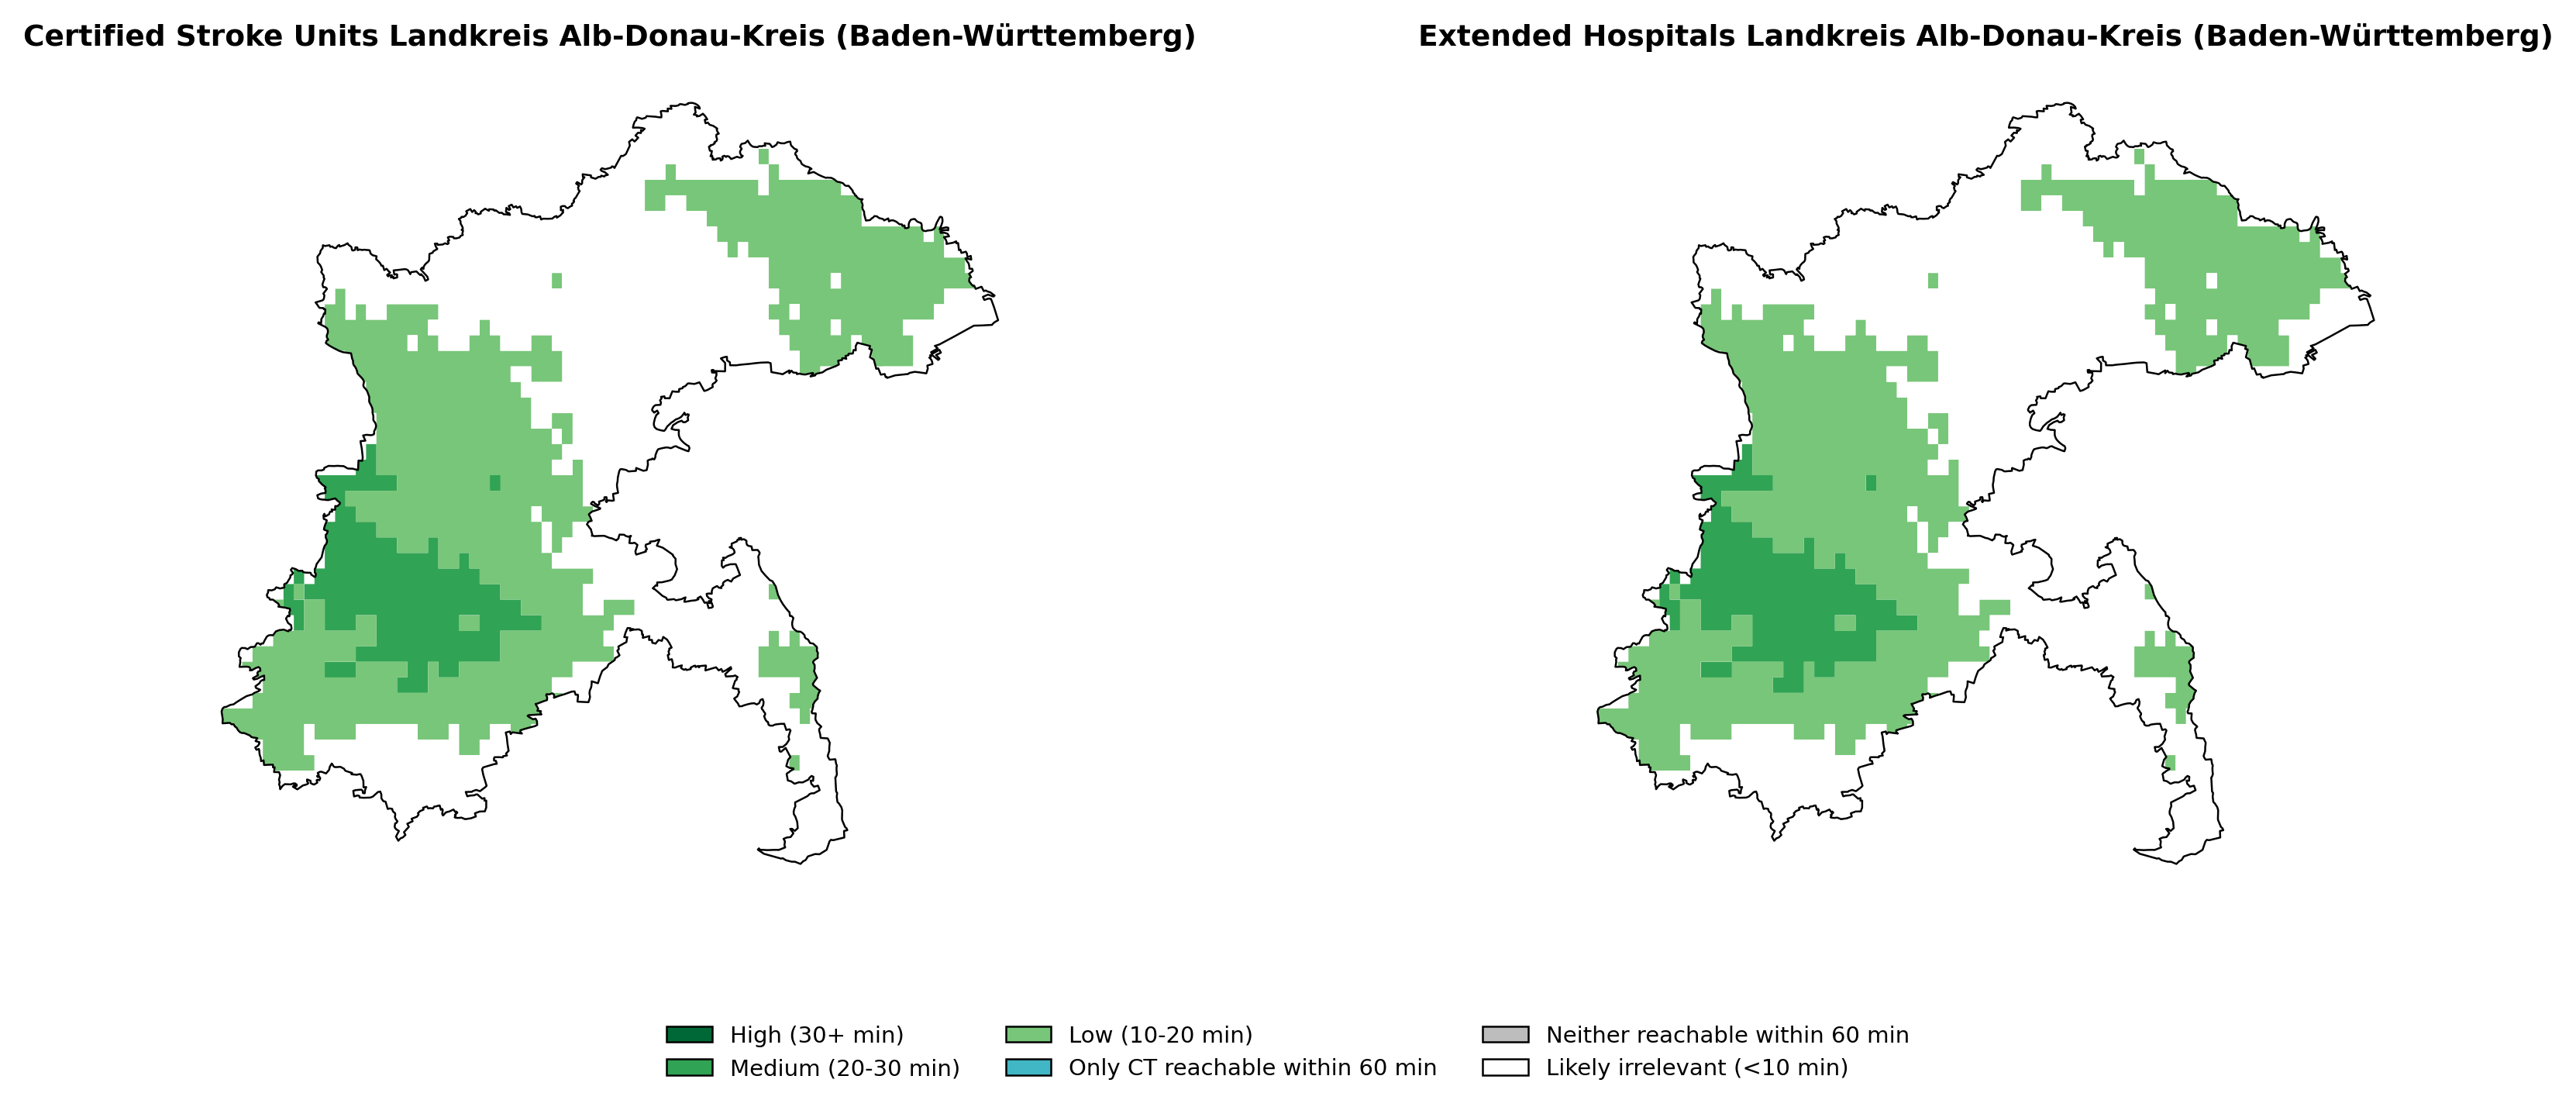 Certified Stroke Units Landkreis Alb-Donau-Kreis (Baden-Württemberg)
Extended Hospitals Landkreis Alb-Donau-Kreis (Baden-Württemberg)
High (30+ min)
Medium (20-30 min)
Low (10-20 min)
Only CT reachable within 60 min
Neither reachable within 60 min
Likely irrelevant (<10 min)